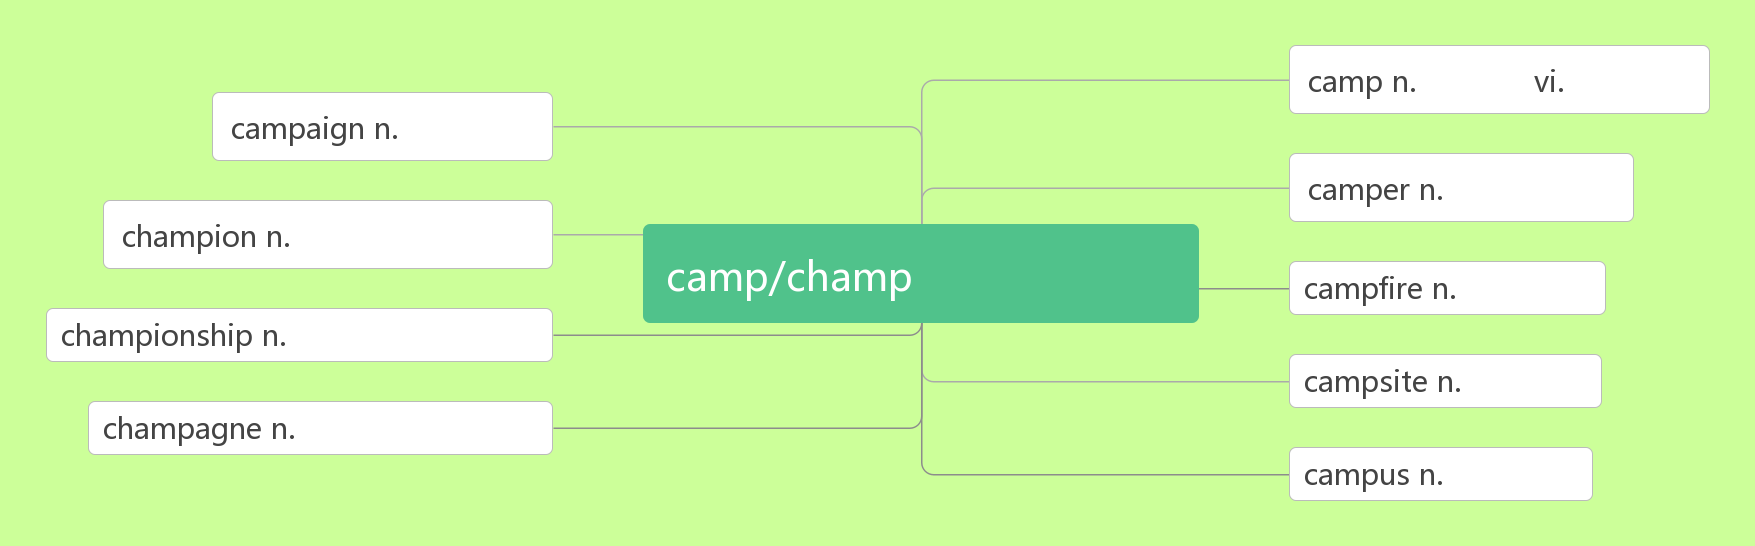 campaign n.
champion n.
championship n.
champagne n.
camp/champ
camp n. vi.
camper n.
campfire n.
campsite n.
campus n.